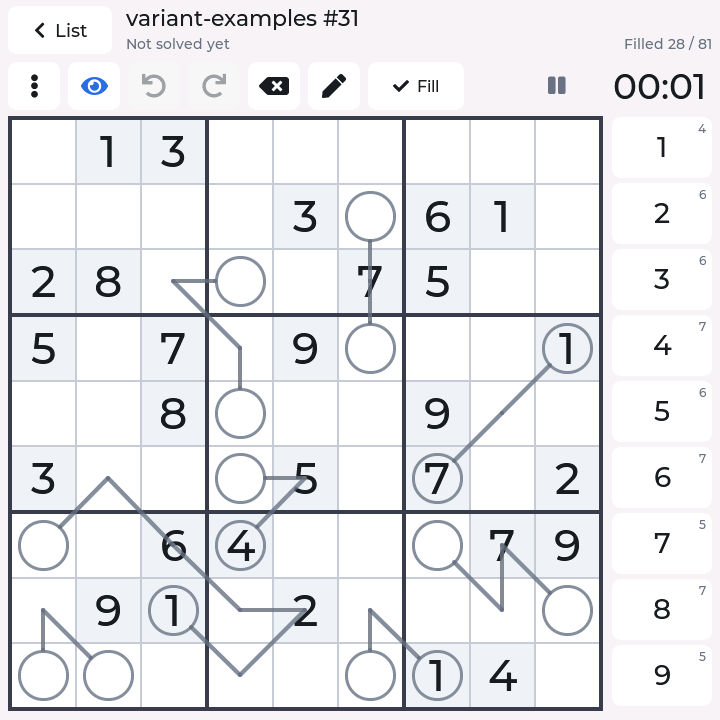 List
variant-examples #31
Not solved yet
Filled 28 / 81
Fill
00:01
1 3
3 6 1
2 8 7 5
5 7 9 1
8 9
3 5 7 2
6 4 7 9
9 1 2
1 4
1 4
2 6
3 6
4 7
5 6
6 7
7 5
8 7
9 5